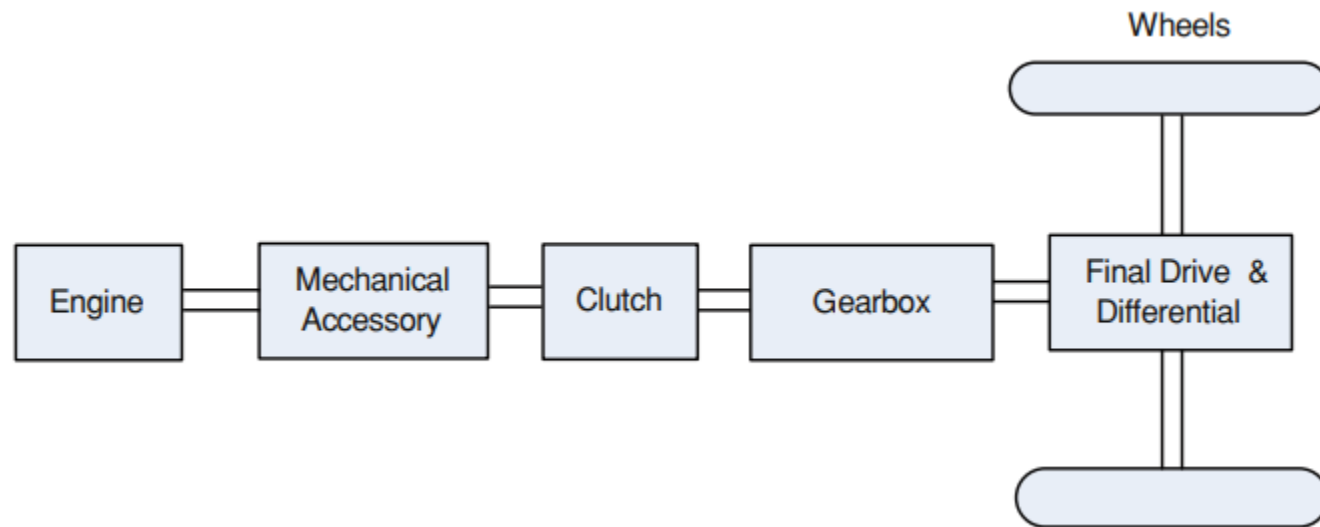 Wheels
Engine
Mechanical
Accessory
Clutch
Gearbox
Final Drive &
Differential